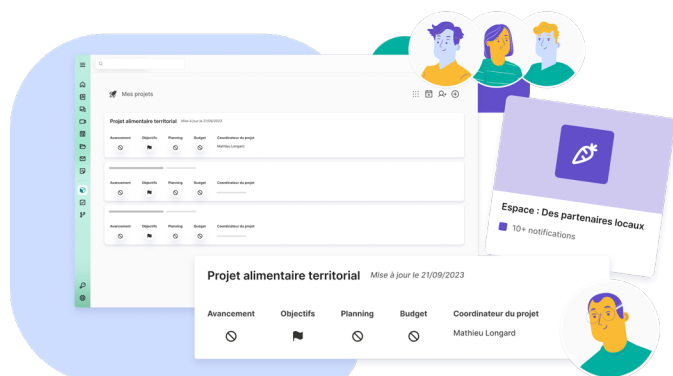 Mes projets
Projet alimentaire territorial Mise à jour le 21/09/2023
Avancement Objectifs Planning Budget Coordinateur du projet
Mathieu Longard
Avancement Objectifs Planning Budget Coordinateur du projet
Avancement Objectifs Planning Budget Coordinateur du projet
Espace : Des partenaires locaux
10+ notifications
Projet alimentaire territorial Mise à jour le 21/09/2023
Avancement Objectifs Planning Budget Coordinateur du projet
Mathieu Longard